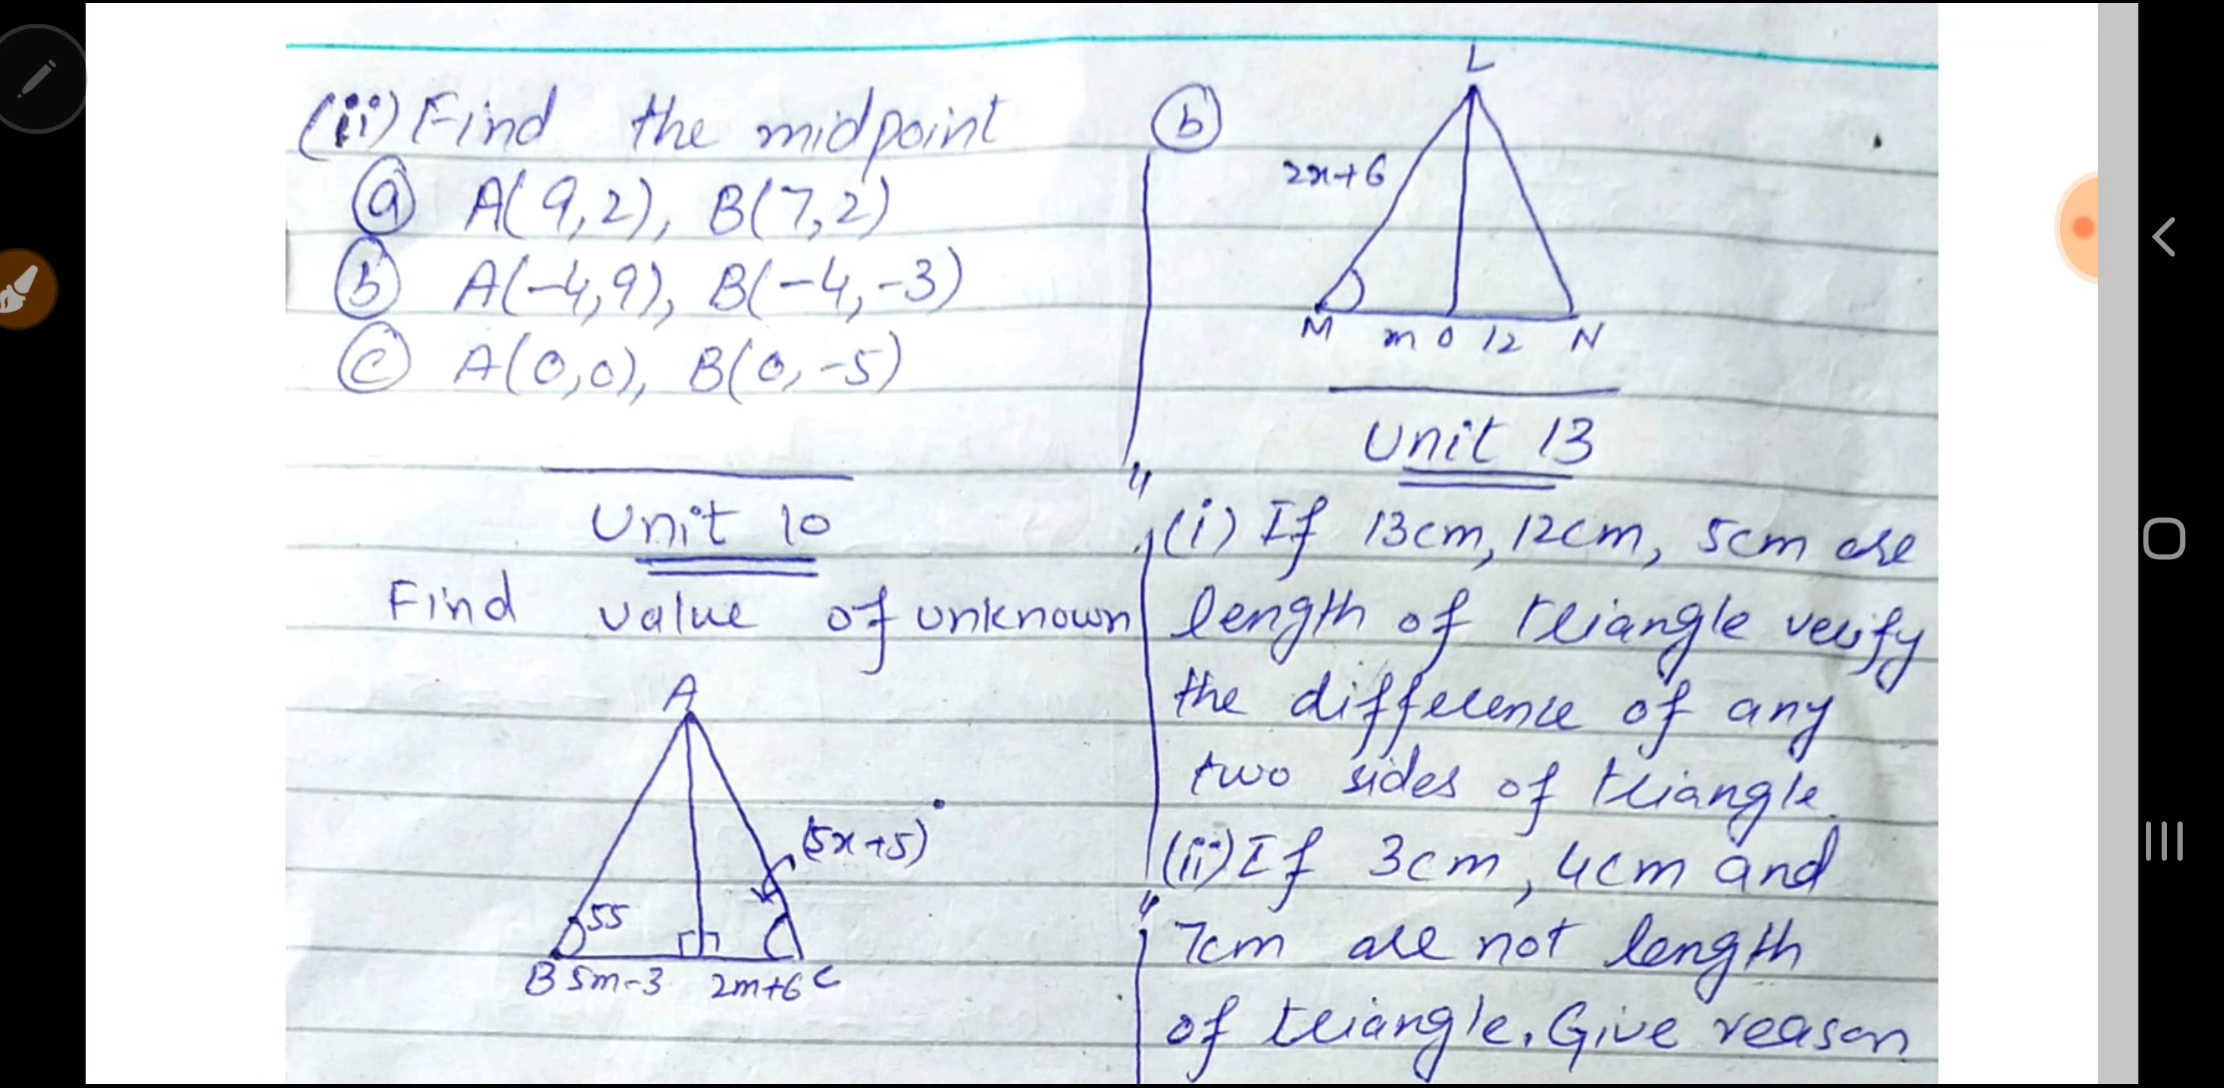 (ii) Find the midpoint
(a) A(9,2), B(7,2)
(b) A(-4,9), B(-4,-3)
(c) A(0,0), B(0,-5)
Unit 10
Find value of unknown
A
(5x+5)°
55
B 5m-3 2m+6 C
(b)
L
2x+6
M m O 12 N
Unit 13
(i) If 13cm, 12cm, 5cm are
length of triangle verify
the difference of any
two sides of triangle.
(ii) If 3cm, 4cm and
7cm are not length
of triangle. Give reason